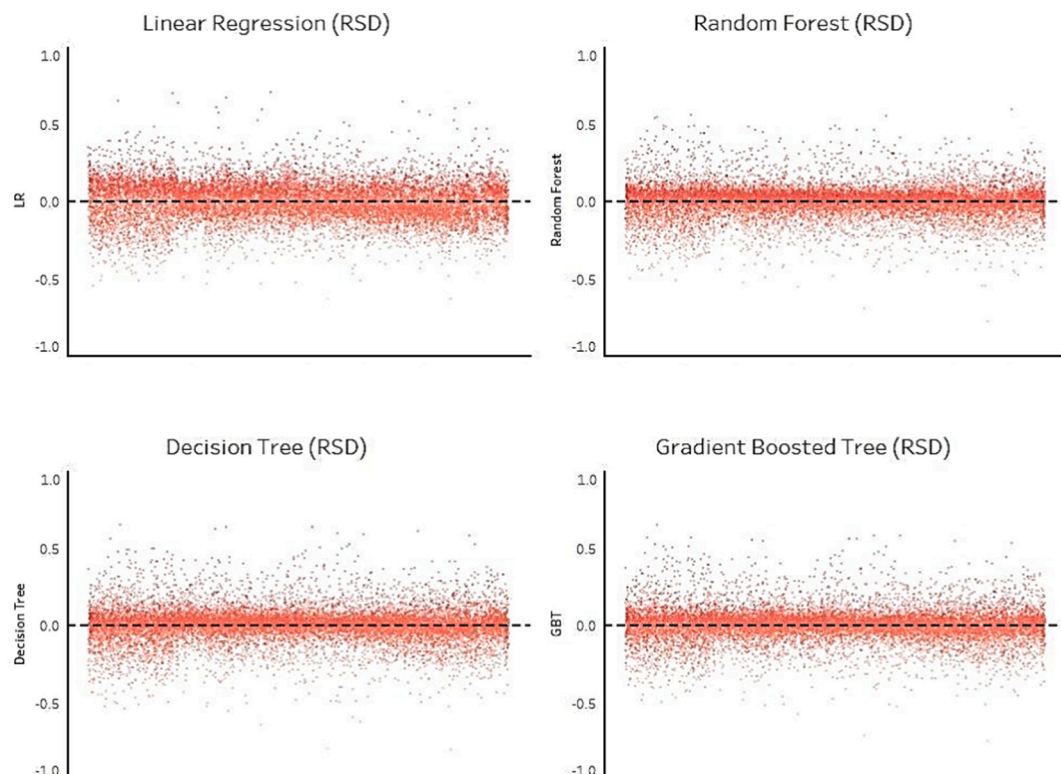 Linear Regression (RSD)
1.0
0.5
0.0
-0.5
-1.0
LR
Random Forest (RSD)
1.0
0.5
0.0
-0.5
-1.0
Random Forest
Decision Tree (RSD)
1.0
0.5
0.0
-0.5
-1.0
Decision Tree
Gradient Boosted Tree (RSD)
1.0
0.5
0.0
-0.5
-1.0
GBT